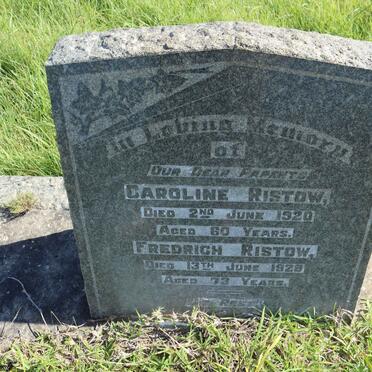 In Loving Memory
of
Our Dear Parents
Caroline Ristow,
Died 2nd June 1920
Aged 60 Years.
Fredrich Ristow,
Died 13th June 1928
Aged 73 Years.